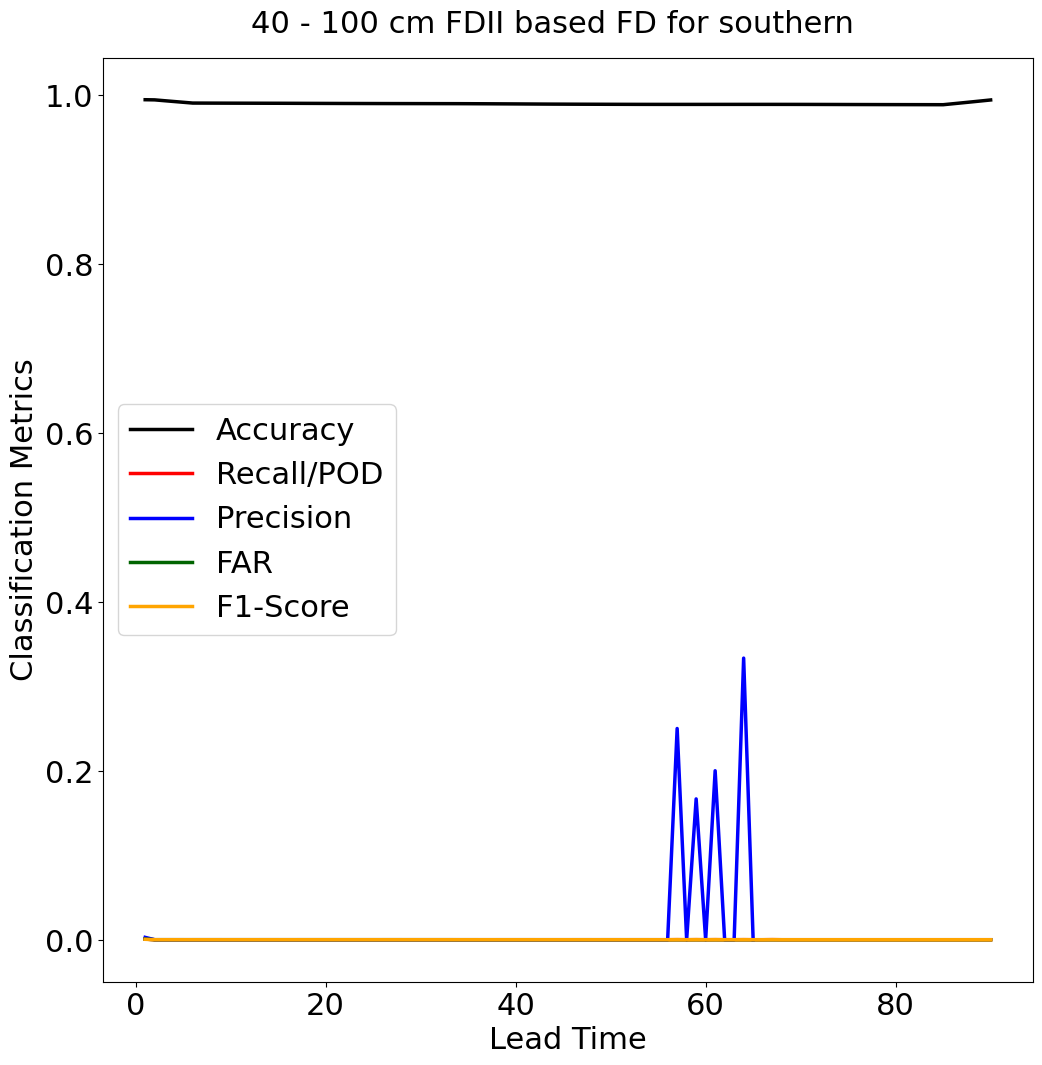 40 - 100 cm FDII based FD for southern
Classification Metrics
1.0
0.8
0.6
0.4
0.2
0.0
Accuracy
Recall/POD
Precision
FAR
F1-Score
0 20 40 60 80
Lead Time